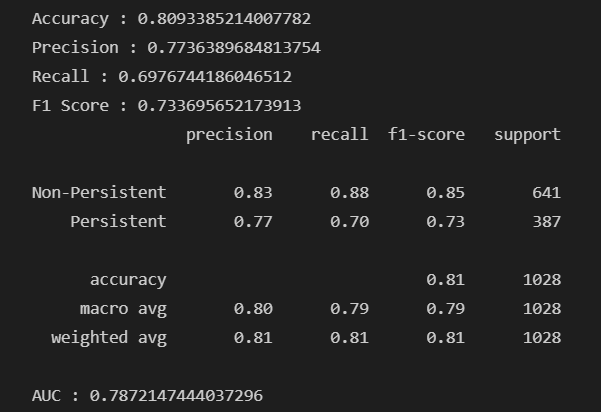 Accuracy : 0.8093385214007782
Precision : 0.7736389684813754
Recall : 0.6976744186046512
F1 Score : 0.733695652173913
precision recall f1-score support
Non-Persistent 0.83 0.88 0.85 641
Persistent 0.77 0.70 0.73 387
accuracy 0.81 1028
macro avg 0.80 0.79 0.79 1028
weighted avg 0.81 0.81 0.81 1028
AUC : 0.7872147444037296